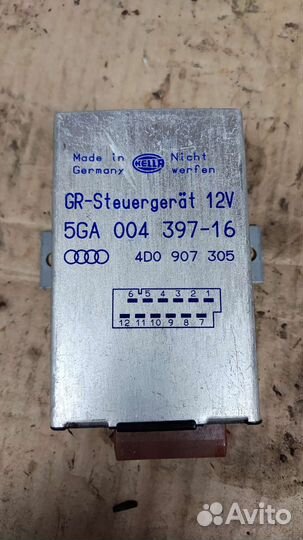 Made in HELLA Nicht
Germany werfen
GR-Steuergerät 12V
5GA 004 397-16
4D0 907 305
6 5 4 3 2 1
12 11 10 9 8 7
Avito